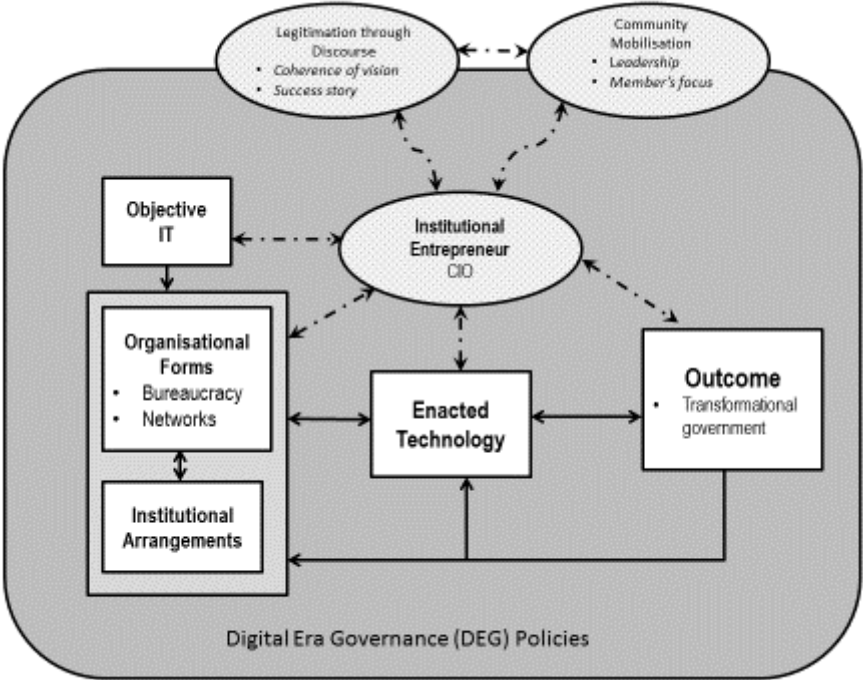 Legitimation through
Discourse
• Coherence of vision
• Success story
Community
Mobilisation
• Leadership
• Member's focus
Objective
IT
Institutional
Entrepreneur
CIO
Organisational
Forms
• Bureaucracy
• Networks
Institutional
Arrangements
Enacted
Technology
Outcome
• Transformational
government
Digital Era Governance (DEG) Policies